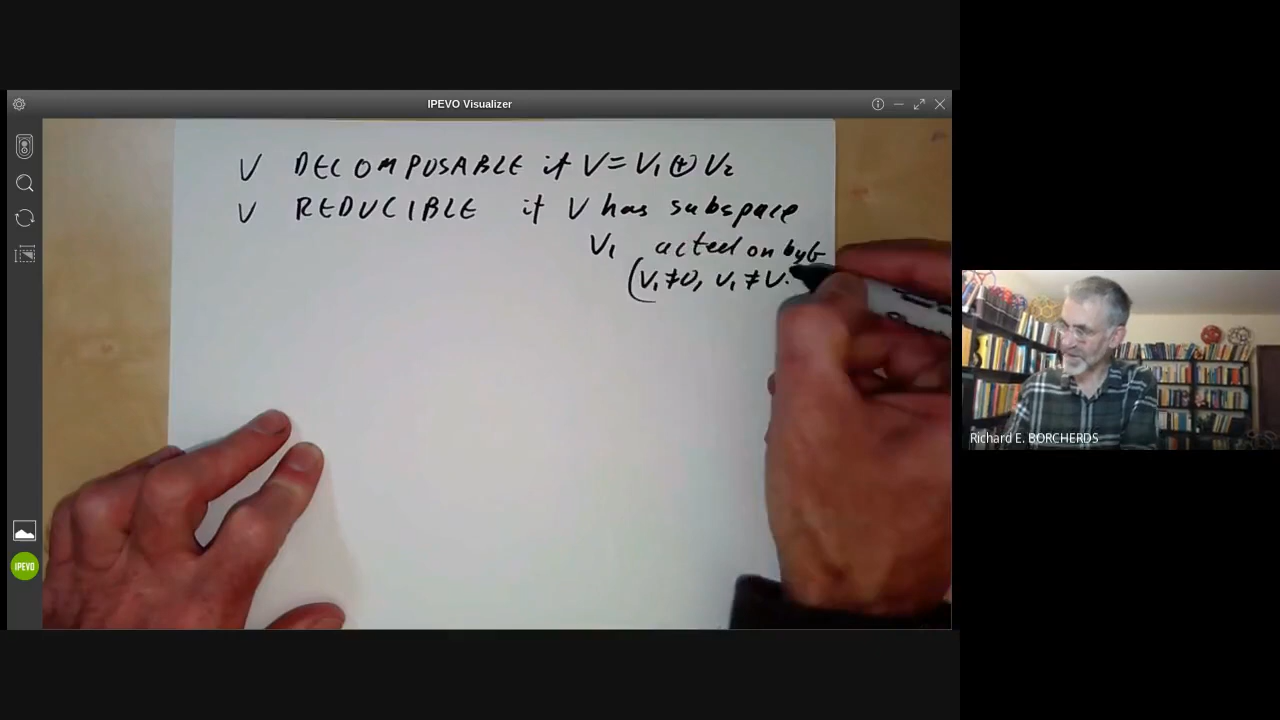 IPEVO Visualizer
V DECOMPOSABLE if V = V₁ ⊕ V₂
V REDUCIBLE if V has subspace
V₁ acted on by G
(V₁ ≠ 0, V₁ ≠ V.
IPEVO
Richard E. BORCHERDS